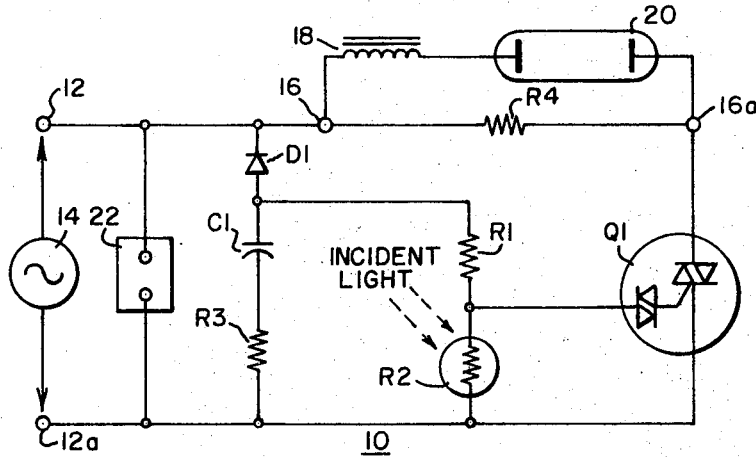 20
18
12
16
R4
16a
D1
14
22
C1
R1
Q1
INCIDENT
LIGHT
R3
R2
12a
10